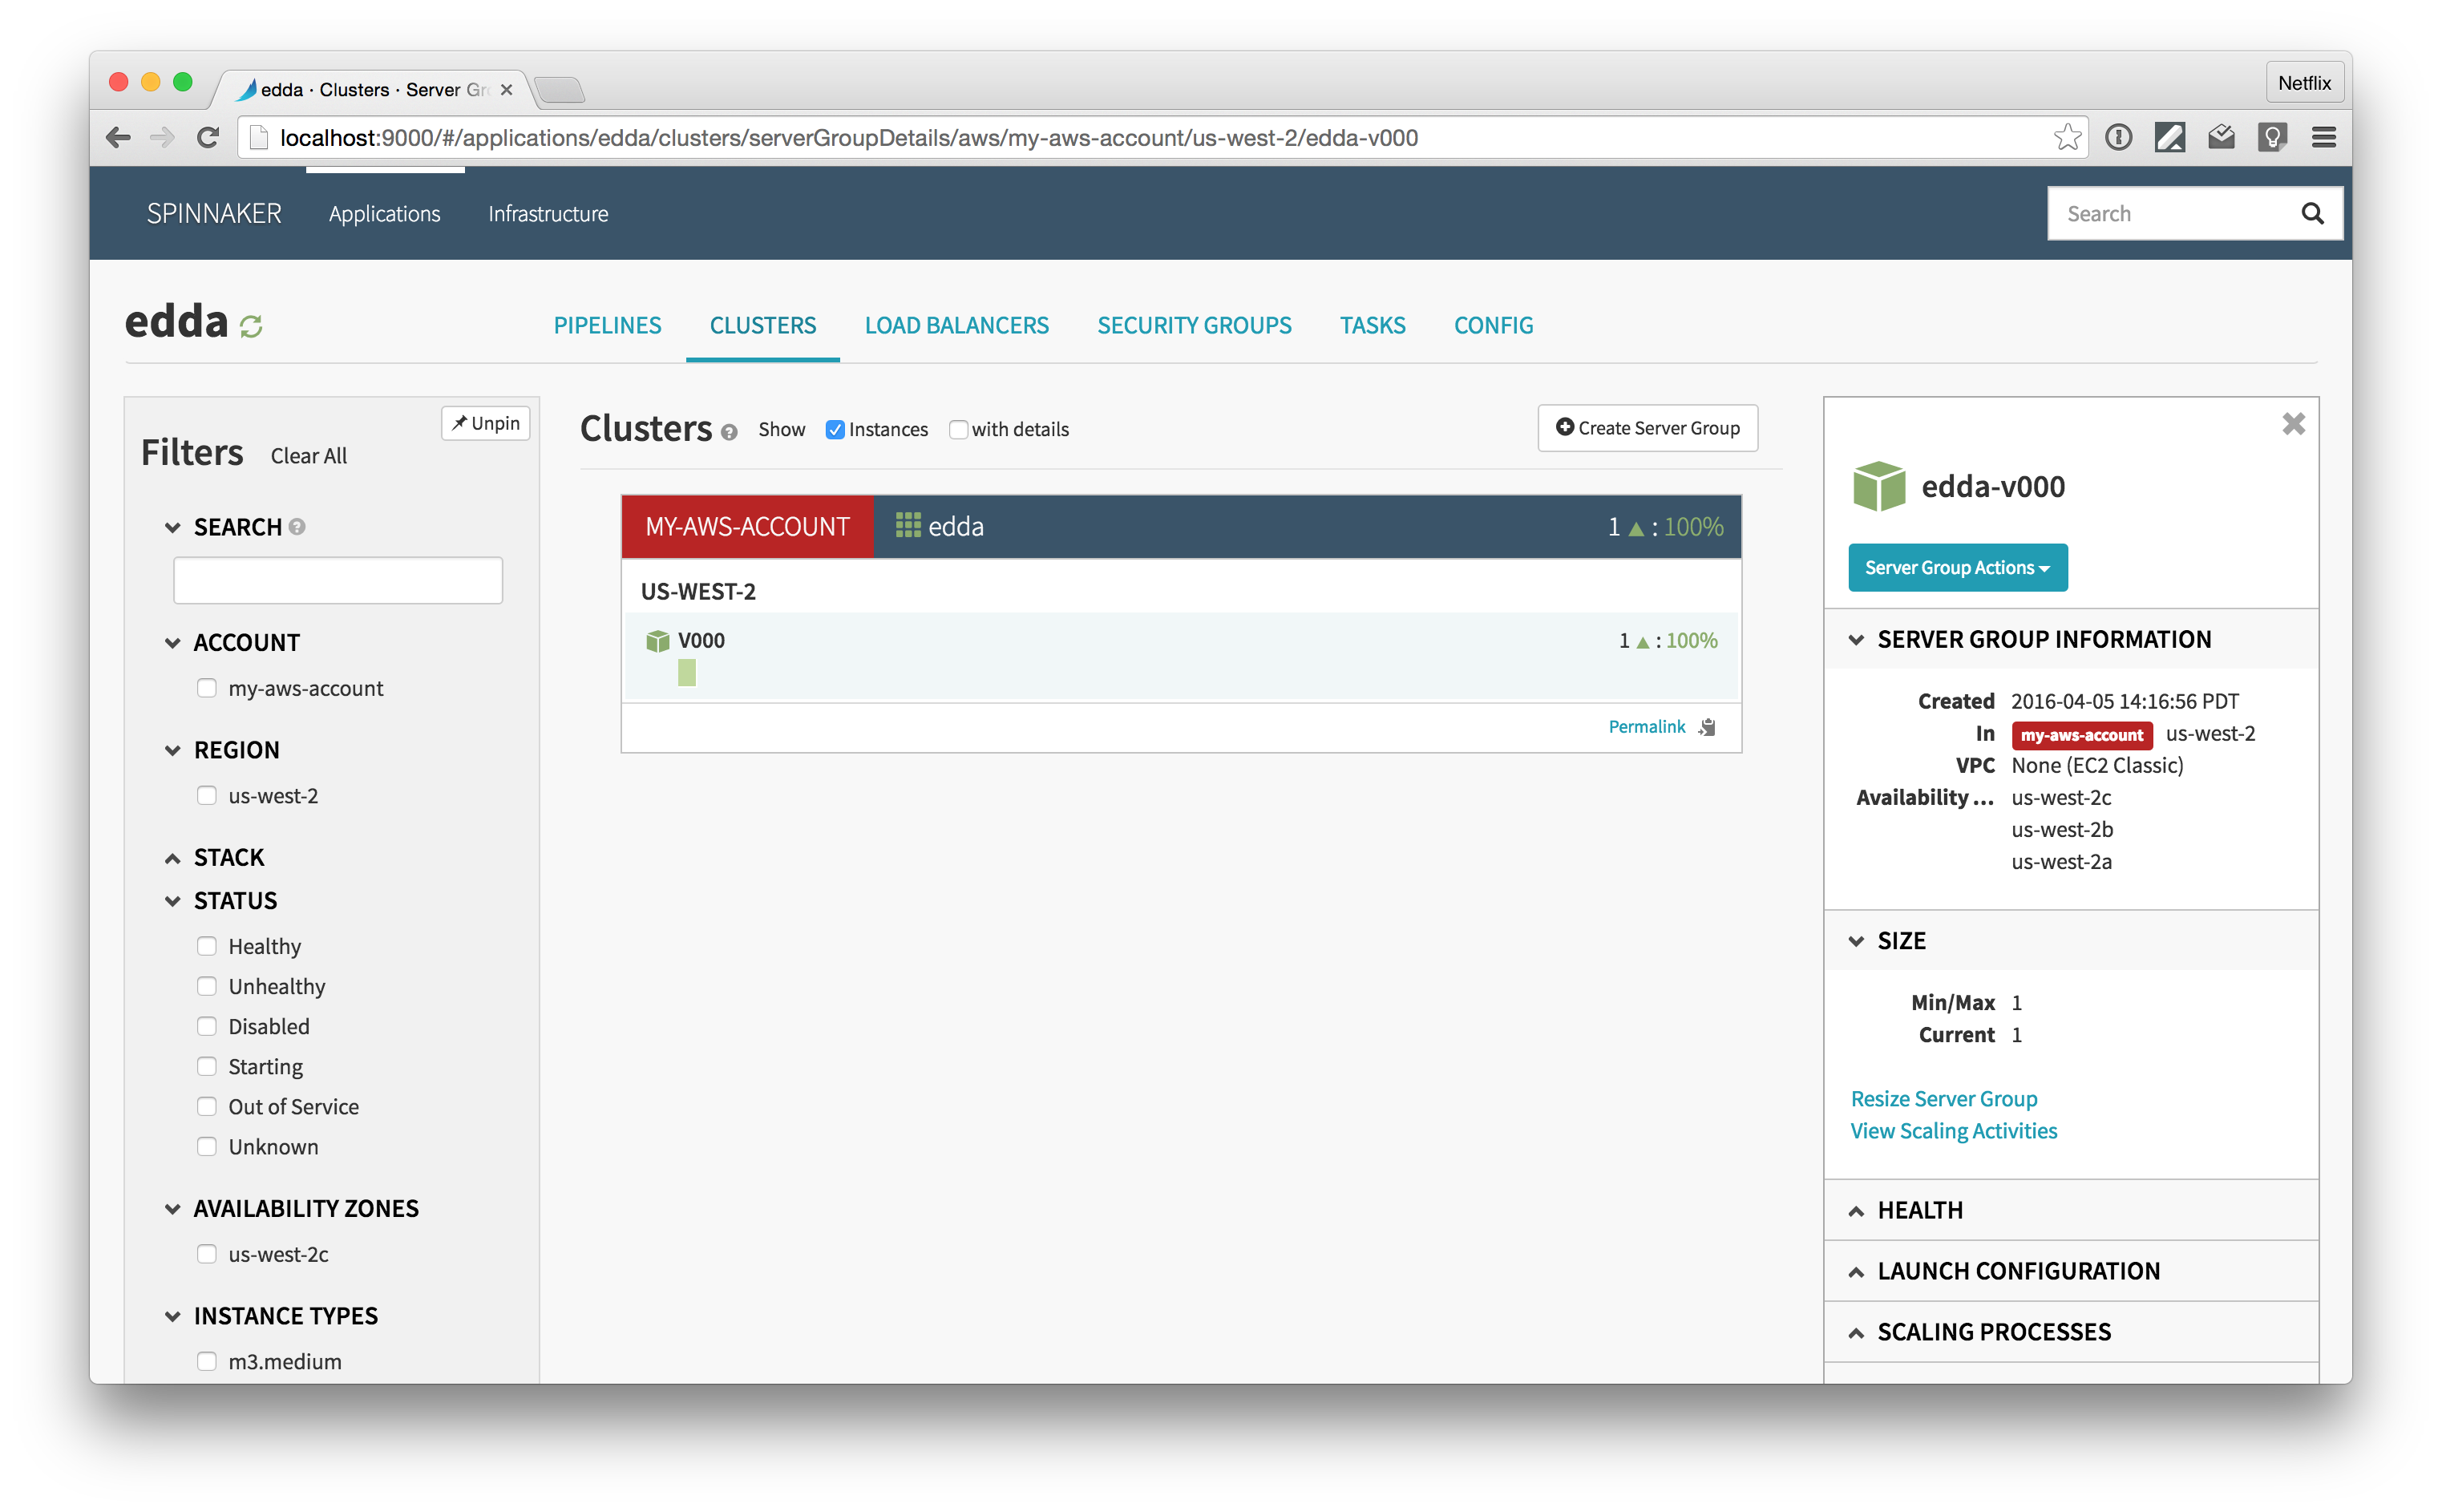 edda · Clusters · Server Gr
Netflix
localhost:9000/#/applications/edda/clusters/serverGroupDetails/aws/my-aws-account/us-west-2/edda-v000
SPINNAKER
Applications
Infrastructure
Search
edda
PIPELINES
CLUSTERS
LOAD BALANCERS
SECURITY GROUPS
TASKS
CONFIG
Unpin
Filters
Clear All
SEARCH
ACCOUNT
my-aws-account
REGION
us-west-2
STACK
STATUS
Healthy
Unhealthy
Disabled
Starting
Out of Service
Unknown
AVAILABILITY ZONES
us-west-2c
INSTANCE TYPES
m3.medium
Clusters
Show
Instances
with details
Create Server Group
MY-AWS-ACCOUNT
edda
1 ▲ : 100%
US-WEST-2
V000
1 ▲ : 100%
Permalink
edda-v000
Server Group Actions
SERVER GROUP INFORMATION
Created 2016-04-05 14:16:56 PDT
In my-aws-account us-west-2
VPC None (EC2 Classic)
Availability ... us-west-2c
us-west-2b
us-west-2a
SIZE
Min/Max 1
Current 1
Resize Server Group
View Scaling Activities
HEALTH
LAUNCH CONFIGURATION
SCALING PROCESSES